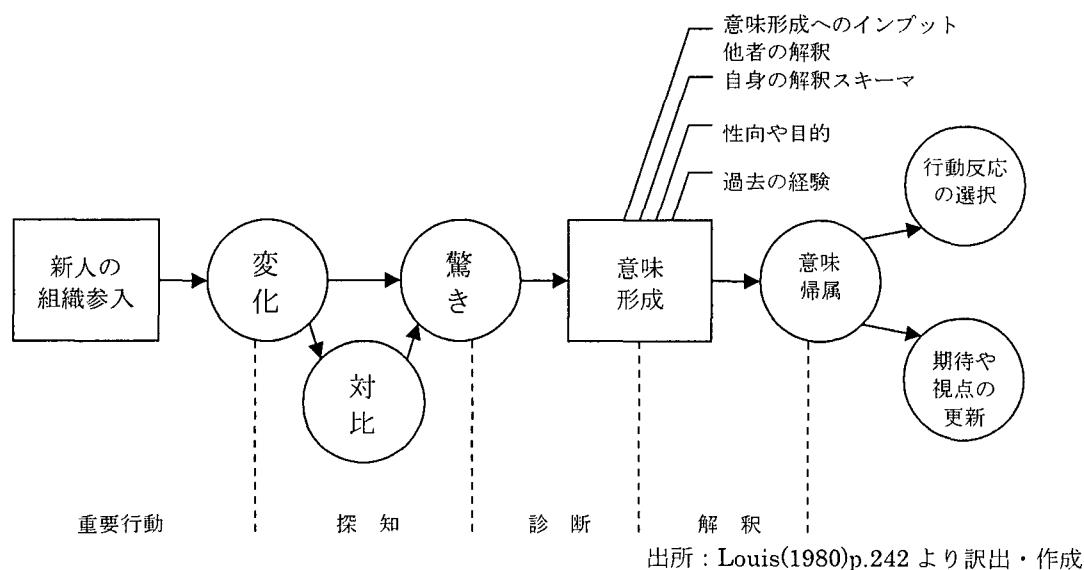 意味形成へのインプット
他者の解釈
自身の解釈スキーマ
性向や目的
過去の経験
新人の
組織参入
変
化
対
比
驚
き
意味
形成
意味
帰属
行動反応
の選択
期待や
視点の
更新
重要行動
探 知
診 断
解 釈
出所：Louis(1980)p.242 より訳出・作成